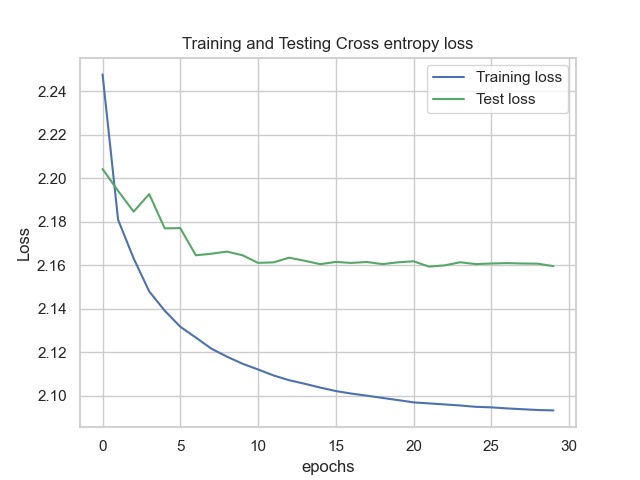 Training and Testing Cross entropy loss
Training loss
Test loss
2.24
2.22
2.20
2.18
2.16
2.14
2.12
2.10
Loss
0 5 10 15 20 25 30
epochs